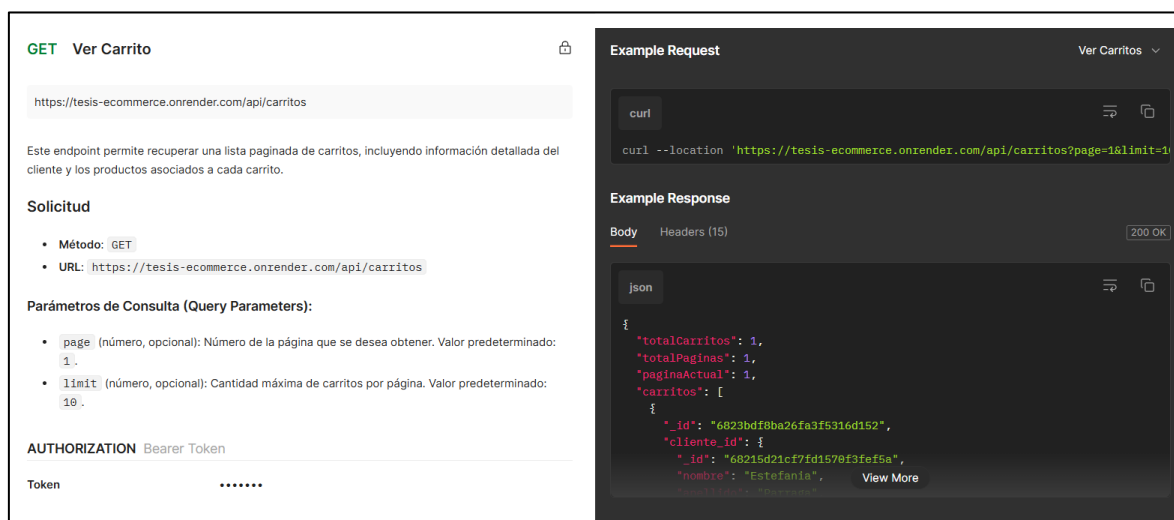 GET Ver Carrito
https://tesis-ecommerce.onrender.com/api/carritos
Este endpoint permite recuperar una lista paginada de carritos, incluyendo información detallada del
cliente y los productos asociados a cada carrito.
Solicitud
• Método: GET
• URL: https://tesis-ecommerce.onrender.com/api/carritos
Parámetros de Consulta (Query Parameters):
• page (número, opcional): Número de la página que se desea obtener. Valor predeterminado:
1 .
• limit (número, opcional): Cantidad máxima de carritos por página. Valor predeterminado:
10 .
AUTHORIZATION Bearer Token
Token •••••••
Example Request Ver Carritos
curl
curl --location 'https://tesis-ecommerce.onrender.com/api/carritos?page=1&limit=10
Example Response
Body Headers (15) 200 OK
json
{
"totalCarritos": 1,
"totalPaginas": 1,
"paginaActual": 1,
"carritos": [
{
"_id": "6823bdf8ba26fa3f5316d152",
"cliente_id": {
"_id": "68215d21cf7fd1570f3fef5a",
"nombre": "Estefania",
View More